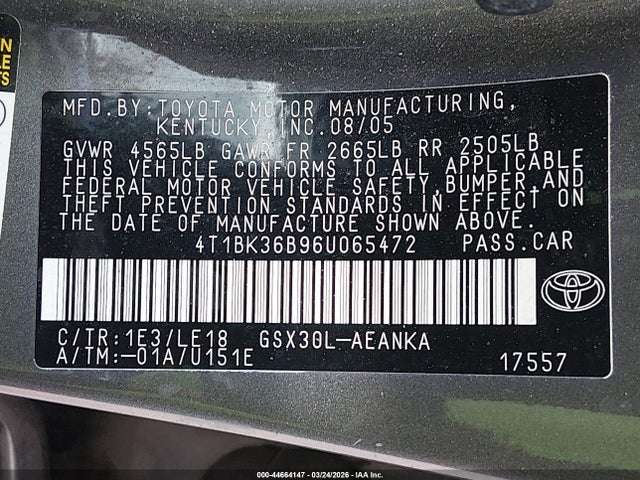 N
LE
TS
MFD.BY:TOYOTA MOTOR MANUFACTURING,
KENTUCKY,INC.08/05
GVWR 4565LB GAWR FR 2665LB RR 2505LB
THIS VEHICLE CONFORMS TO ALL APPLICABLE
FEDERAL MOTOR VEHICLE SAFETY,BUMPER,AND
THEFT PREVENTION STANDARDS IN EFFECT ON
THE DATE OF MANUFACTURE SHOWN ABOVE.
4T1BK36B96U065472 PASS.CAR
C/TR:1E3/LE18 GSX30L-AEANKA
A/TM:-01A/U151E 17557
000-44664147 - 03/24/2026 - IAA Inc.